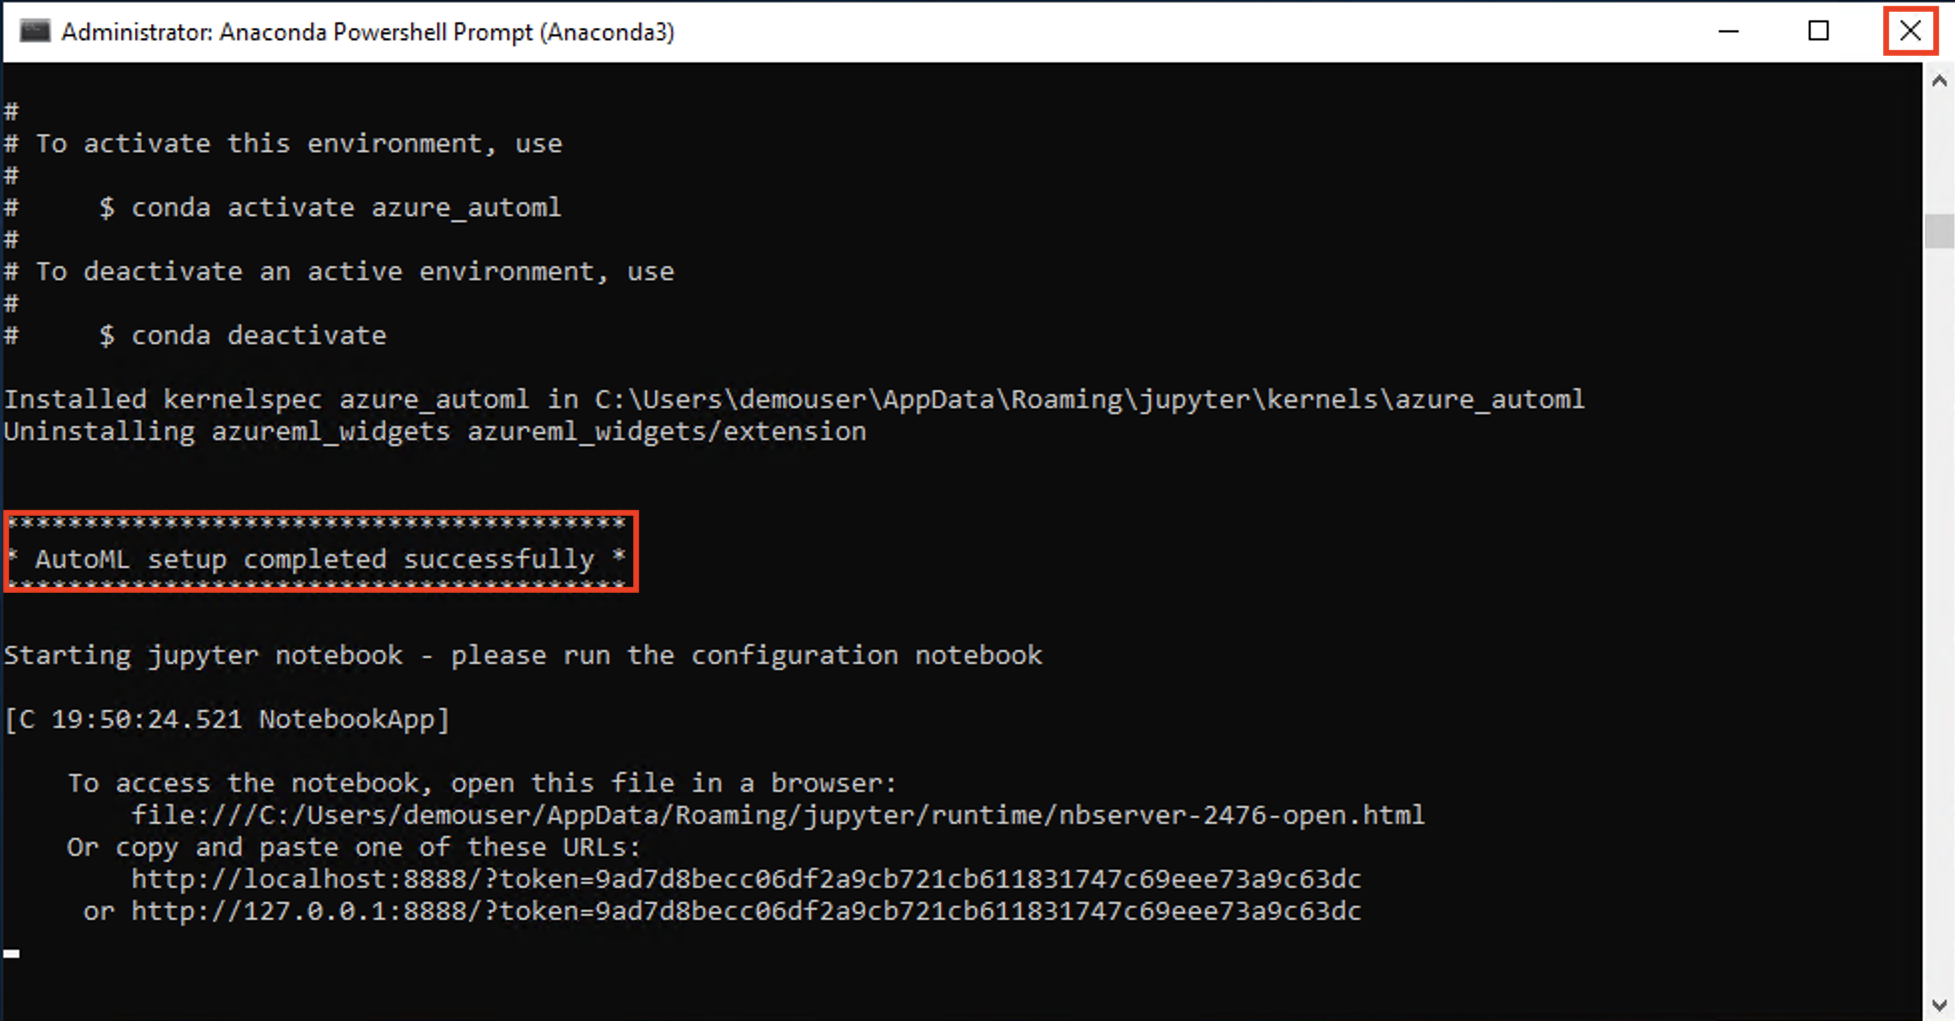 Administrator: Anaconda Powershell Prompt (Anaconda3)
#
# To activate this environment, use
#
#     $ conda activate azure_automl
#
# To deactivate an active environment, use
#
#     $ conda deactivate
Installed kernelspec azure_automl in C:\Users\demouser\AppData\Roaming\jupyter\kernels\azure_automl
Uninstalling azureml_widgets azureml_widgets/extension
***************************************
* AutoML setup completed successfully *
***************************************
Starting jupyter notebook - please run the configuration notebook
[C 19:50:24.521 NotebookApp]
    To access the notebook, open this file in a browser:
        file:///C:/Users/demouser/AppData/Roaming/jupyter/runtime/nbserver-2476-open.html
    Or copy and paste one of these URLs:
        http://localhost:8888/?token=9ad7d8becc06df2a9cb721cb611831747c69eee73a9c63dc
     or http://127.0.0.1:8888/?token=9ad7d8becc06df2a9cb721cb611831747c69eee73a9c63dc